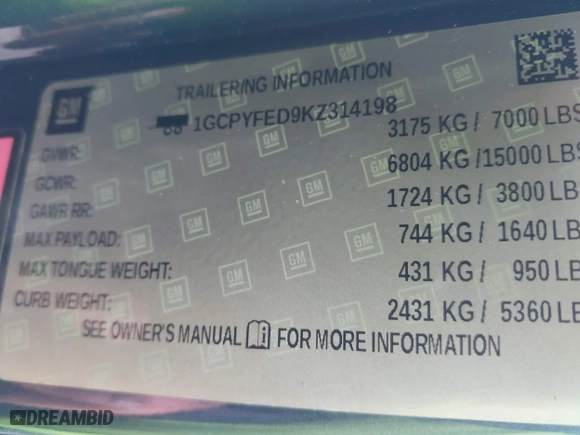 GM
TRAILERING INFORMATION
1GCPYFED9KZ314198
GVWR: 3175 KG / 7000 LBS
GCWR: 6804 KG /15000 LBS
GAWR RR: 1724 KG / 3800 LB
MAX PAYLOAD: 744 KG / 1640 LB
MAX TONGUE WEIGHT: 431 KG / 950 LB
CURB WEIGHT: 2431 KG / 5360 LB
SEE OWNER'S MANUAL FOR MORE INFORMATION
DREAMBID